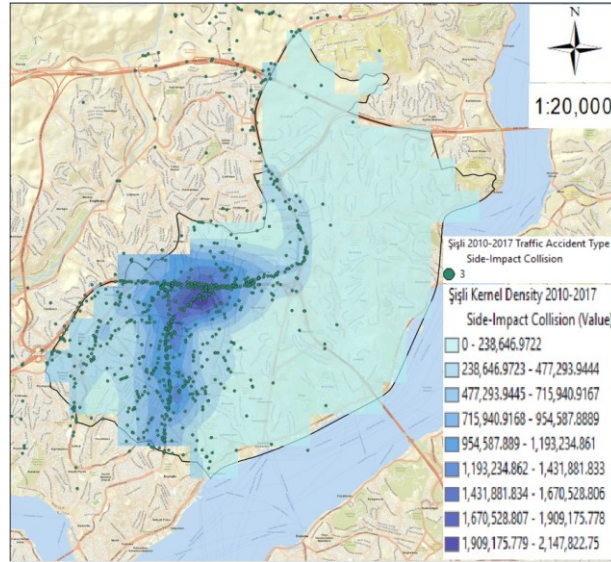 N
1:20,000
Şişli 2010-2017 Traffic Accident Type
Side-Impact Collision
3
Şişli Kernel Density 2010-2017
Side-Impact Collision (Value)
0 - 238,646.9722
238,646.9723 - 477,293.9444
477,293.9445 - 715,940.9167
715,940.9168 - 954,587.8889
954,587.889 - 1,193,234.861
1,193,234.862 - 1,431,881.833
1,431,881.834 - 1,670,528.806
1,670,528.807 - 1,909,175.778
1,909,175.779 - 2,147,822.75